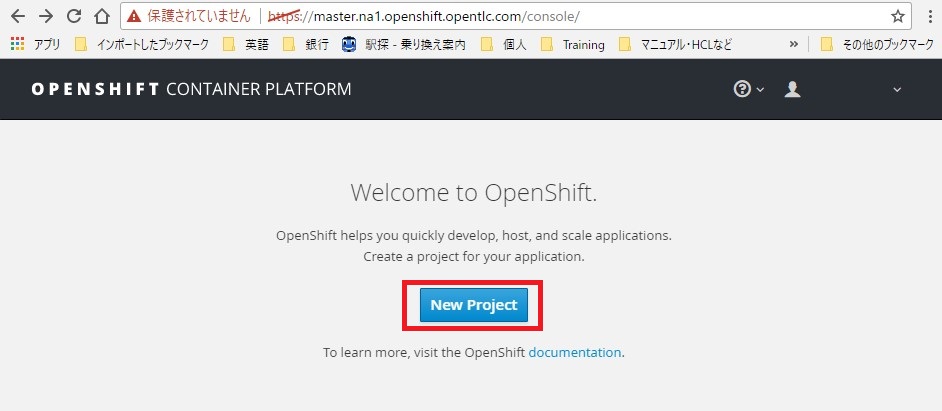 保護されていません https://master.na1.openshift.opentlc.com/console/
アプリ インポートしたブックマーク 英語 銀行 駅探 - 乗り換え案内 個人 Training マニュアル・HCLなど » その他のブックマーク
OPENSHIFT CONTAINER PLATFORM
Welcome to OpenShift.
OpenShift helps you quickly develop, host, and scale applications.
Create a project for your application.
New Project
To learn more, visit the OpenShift documentation.